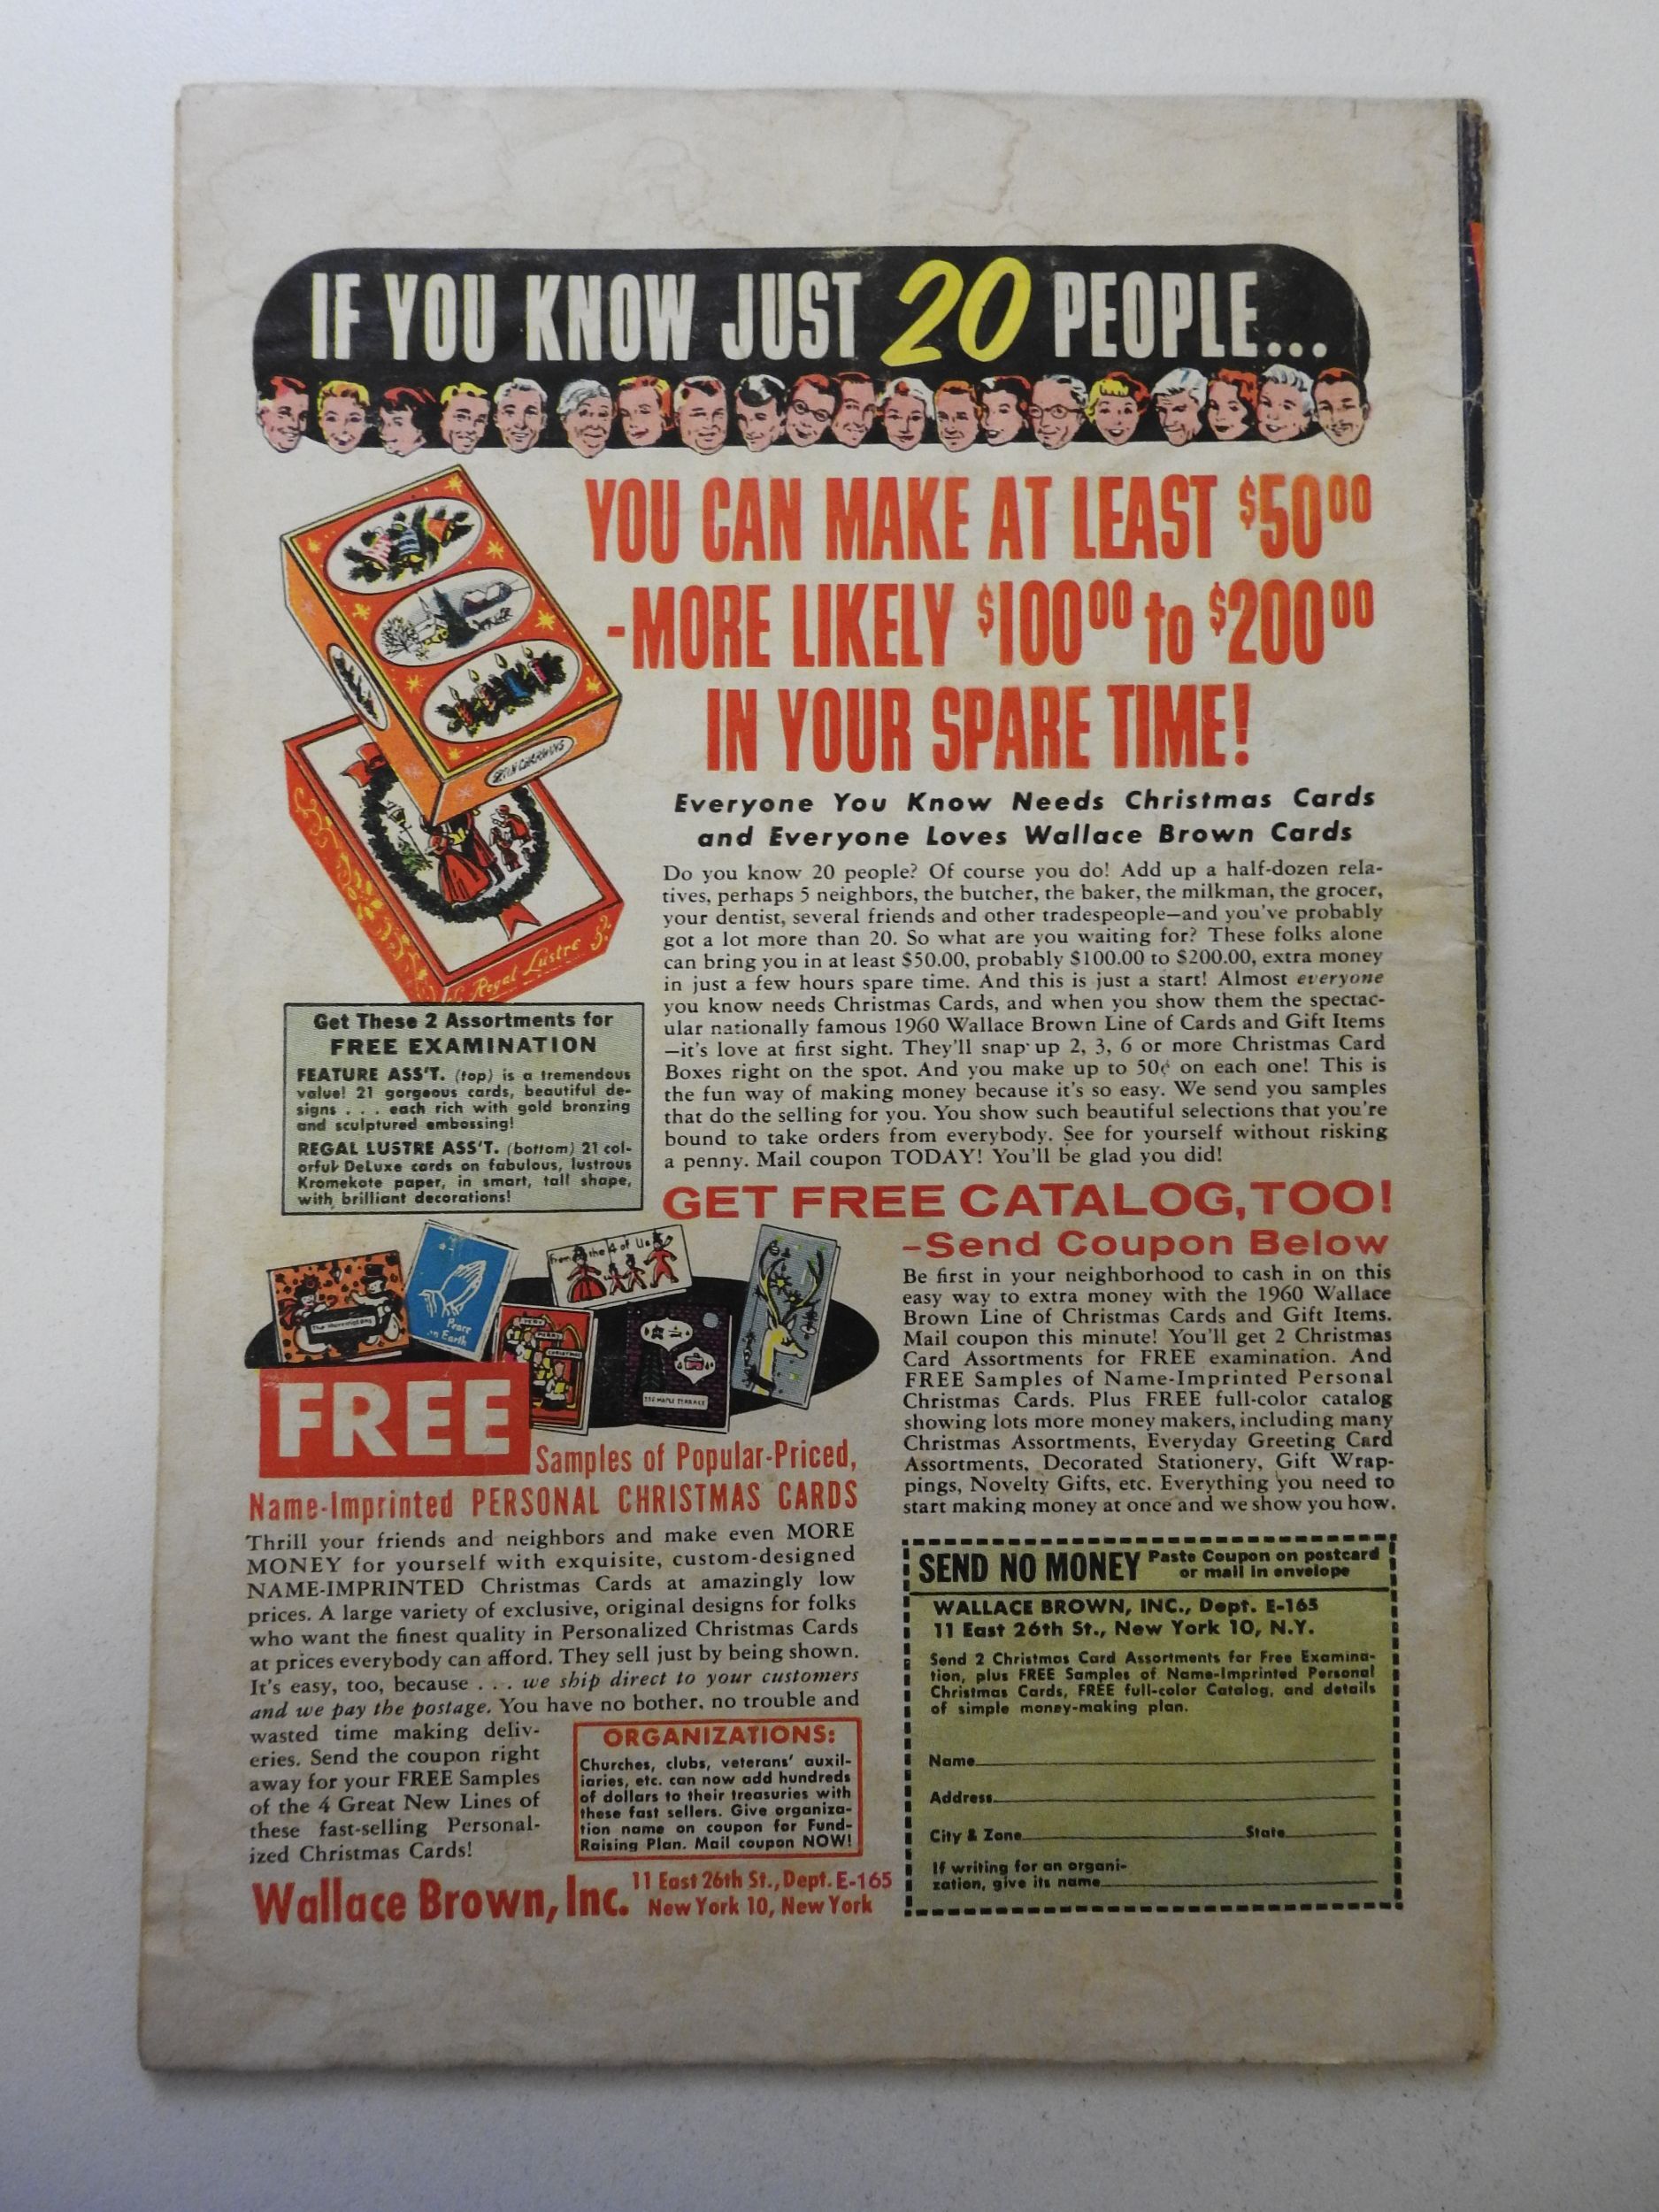 IF YOU KNOW JUST 20 PEOPLE...
YOU CAN MAKE AT LEAST $50.00
-MORE LIKELY $100.00 to $200.00
IN YOUR SPARE TIME!
Everyone You Know Needs Christmas Cards
and Everyone Loves Wallace Brown Cards
Do you know 20 people? Of course you do! Add up a half-dozen rela-
tives, perhaps 5 neighbors, the butcher, the baker, the milkman, the grocer,
your dentist, several friends and other tradespeople—and you've probably
got a lot more than 20. So what are you waiting for? These folks alone
can bring you in at least $50.00, probably $100.00 to $200.00, extra money
in just a few hours spare time. And this is just a start! Almost everyone
you know needs Christmas Cards, and when you show them the spectac-
ular nationally famous 1960 Wallace Brown Line of Cards and Gift Items
—it's love at first sight. They'll snap up 2, 3, 6 or more Christmas Card
Boxes right on the spot. And you make up to 50¢ on each one! This is
the fun way of making money because it's so easy. We send you samples
that do the selling for you. You show such beautiful selections that you're
bound to take orders from everybody. See for yourself without risking
a penny. Mail coupon TODAY! You'll be glad you did!
Regal Lustre
Get These 2 Assortments for
FREE EXAMINATION
FEATURE ASS'T. (top) is a tremendous
value! 21 gorgeous cards, beautiful de-
signs . . . each rich with gold bronzing
and sculptured embossing!
REGAL LUSTRE ASS'T. (bottom) 21 col-
orful DeLuxe cards on fabulous, lustrous
Kromekote paper, in smart, tall shape,
with brilliant decorations!
GET FREE CATALOG, TOO!
–Send Coupon Below
Be first in your neighborhood to cash in on this
easy way to extra money with the 1960 Wallace
Brown Line of Christmas Cards and Gift Items.
Mail coupon this minute! You'll get 2 Christmas
Card Assortments for FREE examination. And
FREE Samples of Name-Imprinted Personal
Christmas Cards. Plus FREE full-color catalog
showing lots more money makers, including many
Christmas Assortments, Everyday Greeting Card
Assortments, Decorated Stationery, Gift Wrap-
pings, Novelty Gifts, etc. Everything you need to
start making money at once and we show you how.
Peace
on Earth
from the 4 of Us
VERY
MERRY
CHRISTMAS
FREE
Samples of Popular-Priced,
Name-Imprinted PERSONAL CHRISTMAS CARDS
Thrill your friends and neighbors and make even MORE
MONEY for yourself with exquisite, custom-designed
NAME-IMPRINTED Christmas Cards at amazingly low
prices. A large variety of exclusive, original designs for folks
who want the finest quality in Personalized Christmas Cards
at prices everybody can afford. They sell just by being shown.
It's easy, too, because . . . we ship direct to your customers
and we pay the postage. You have no bother, no trouble and
wasted time making deliv-
eries. Send the coupon right
away for your FREE Samples
of the 4 Great New Lines of
these fast-selling Personal-
ized Christmas Cards!
ORGANIZATIONS:
Churches, clubs, veterans' auxil-
iaries, etc. can now add hundreds
of dollars to their treasuries with
these fast sellers. Give organiza-
tion name on coupon for Fund-
Raising Plan. Mail coupon NOW!
Wallace Brown, Inc.
11 East 26th St., Dept. E-165
New York 10, New York
SEND NO MONEY
Paste Coupon on postcard
or mail in envelope
WALLACE BROWN, INC., Dept. E-165
11 East 26th St., New York 10, N.Y.
Send 2 Christmas Card Assortments for Free Examina-
tion, plus FREE Samples of Name-Imprinted Personal
Christmas Cards, FREE full-color Catalog, and details
of simple money-making plan.
Name
Address
City & Zone State
If writing for an organi-
zation, give its name